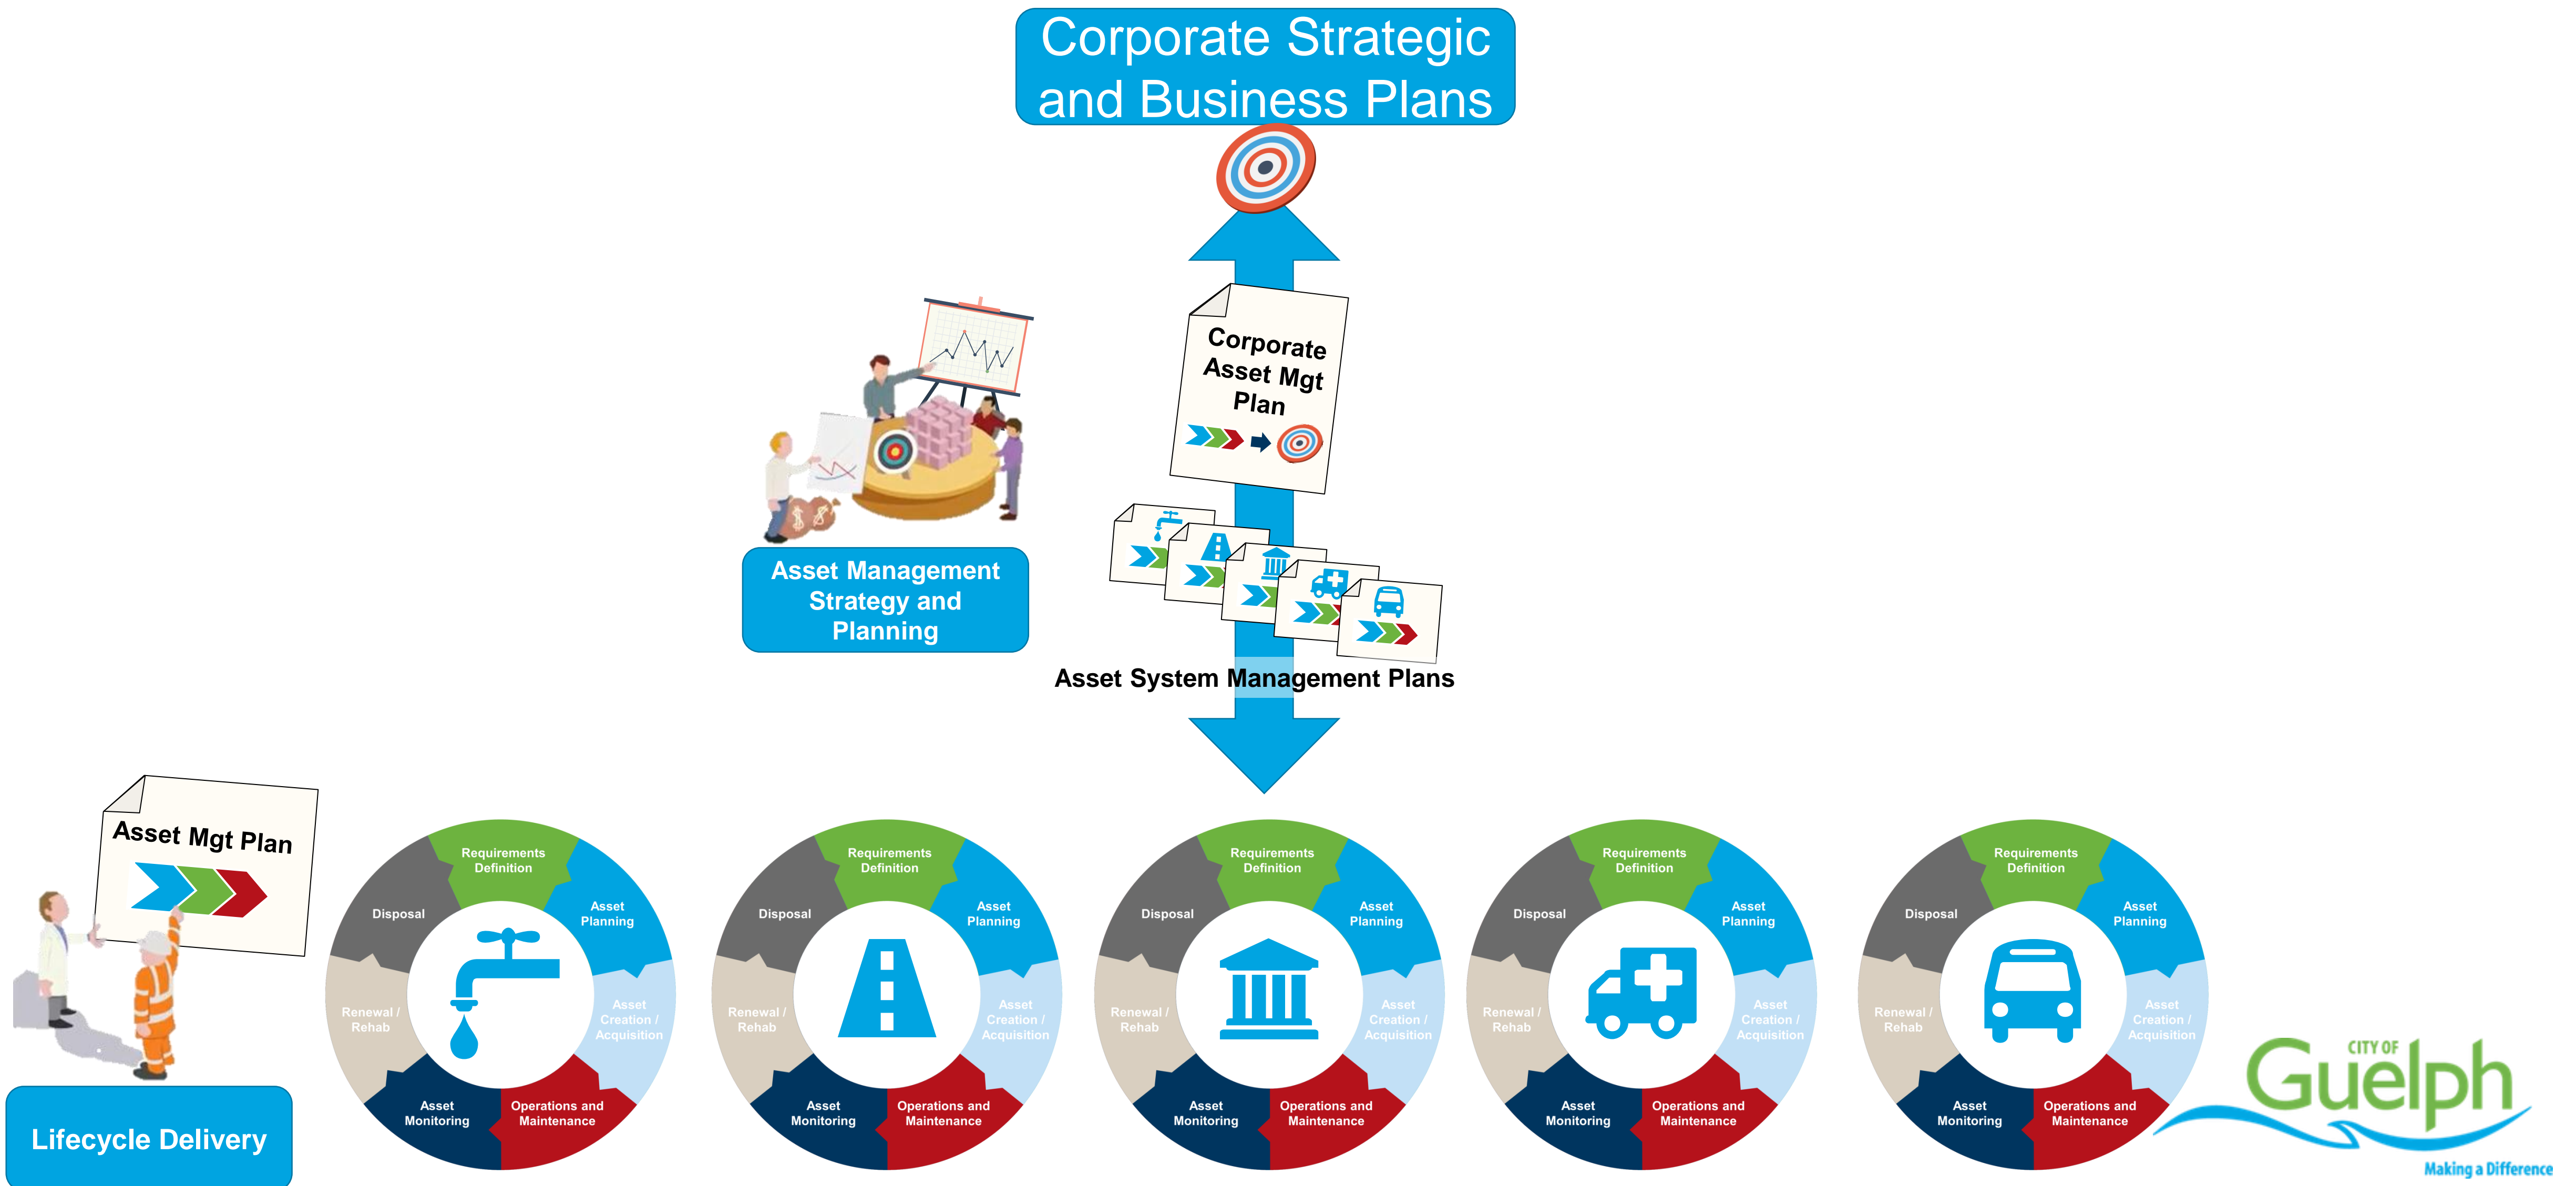 Corporate Strategic
and Business Plans
Corporate
Asset Mgt
Plan
$ $
Asset Management
Strategy and
Planning
Asset System Management Plans
Asset Mgt Plan
Lifecycle Delivery
Requirements
Definition
Asset
Planning
Asset
Creation /
Acquisition
Operations and
Maintenance
Asset
Monitoring
Renewal /
Rehab
Disposal
Requirements
Definition
Asset
Planning
Asset
Creation /
Acquisition
Operations and
Maintenance
Asset
Monitoring
Renewal /
Rehab
Disposal
Requirements
Definition
Asset
Planning
Asset
Creation /
Acquisition
Operations and
Maintenance
Asset
Monitoring
Renewal /
Rehab
Disposal
Requirements
Definition
Asset
Planning
Asset
Creation /
Acquisition
Operations and
Maintenance
Asset
Monitoring
Renewal /
Rehab
Disposal
Requirements
Definition
Asset
Planning
Asset
Creation /
Acquisition
Operations and
Maintenance
Asset
Monitoring
Renewal /
Rehab
Disposal
CITY OF
Guelph
Making a Difference